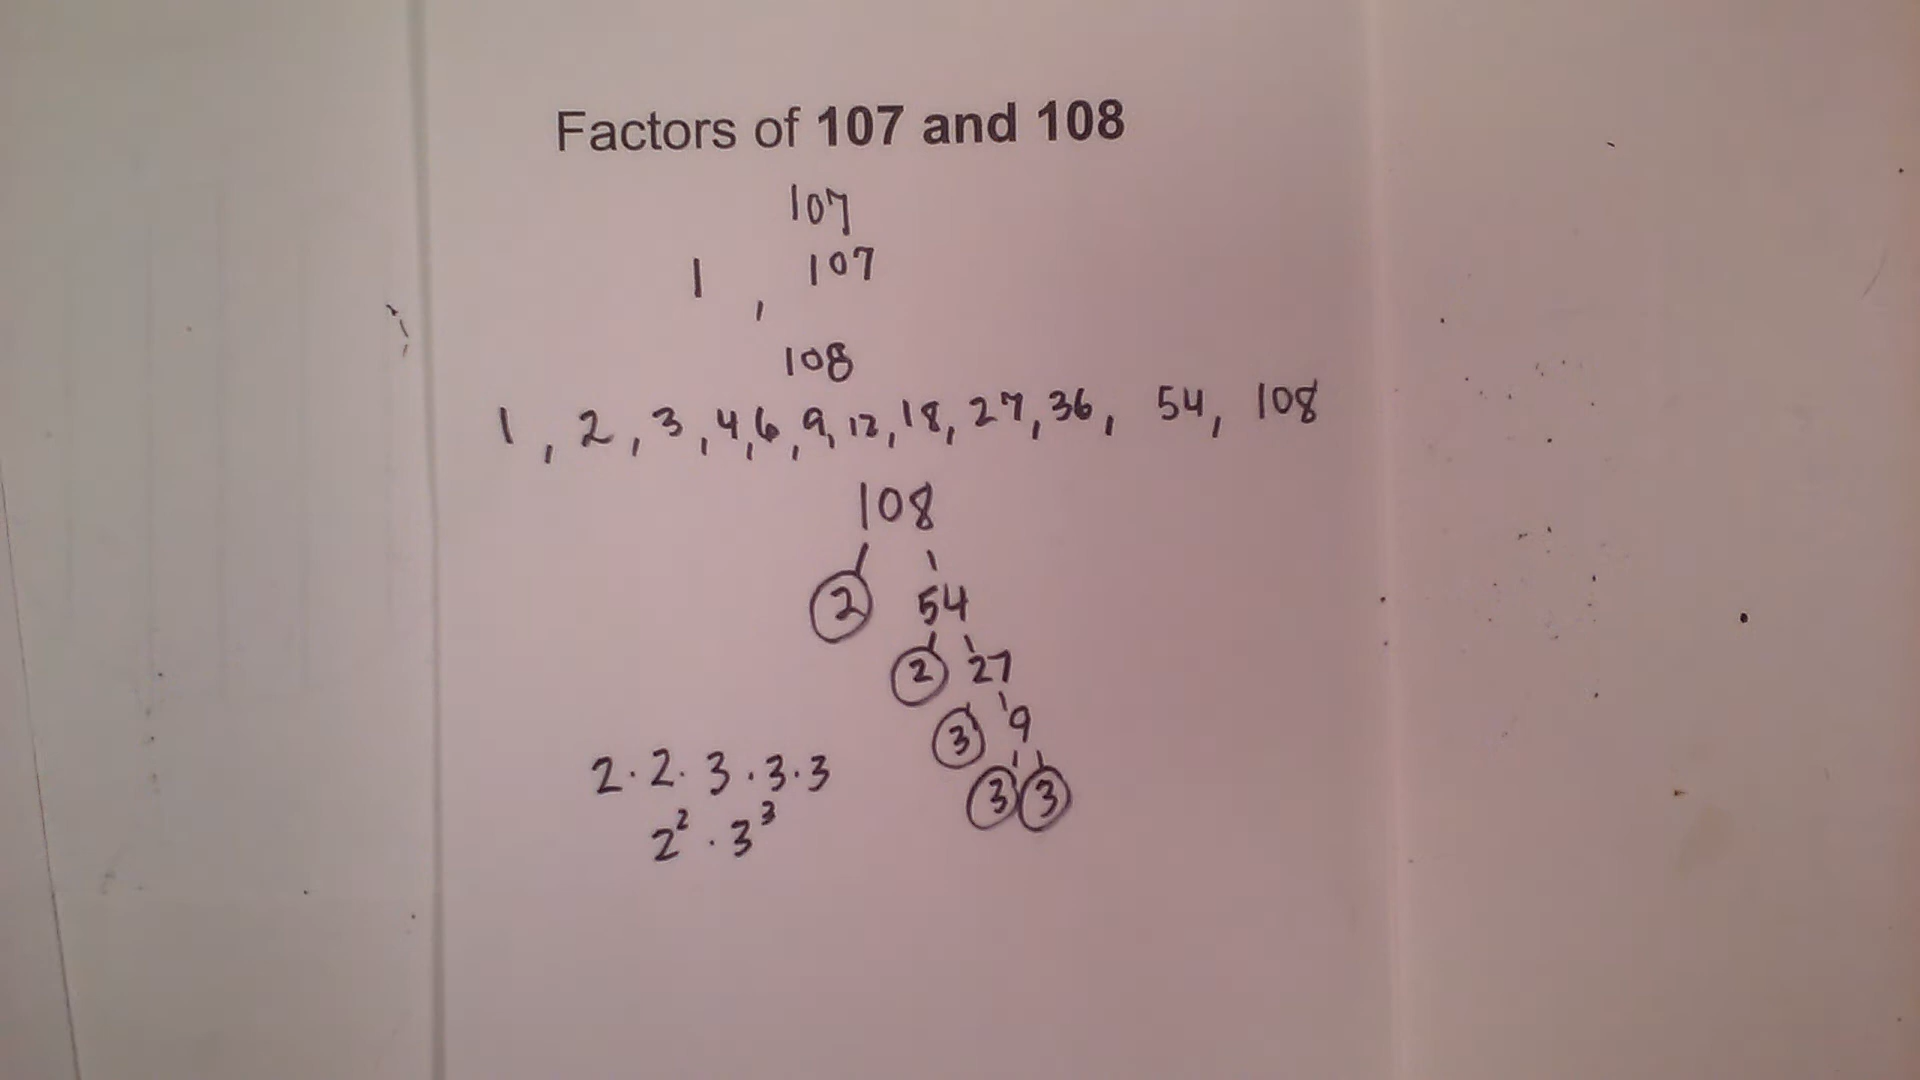 Factors of 107 and 108
107
1 , 107
108
1 , 2 , 3 , 4, 6, 9, 12, 18, 27, 36, 54, 108
108
2 54
2 27
3 9
3 3
2 · 2 · 3 · 3 · 3
2² · 3³